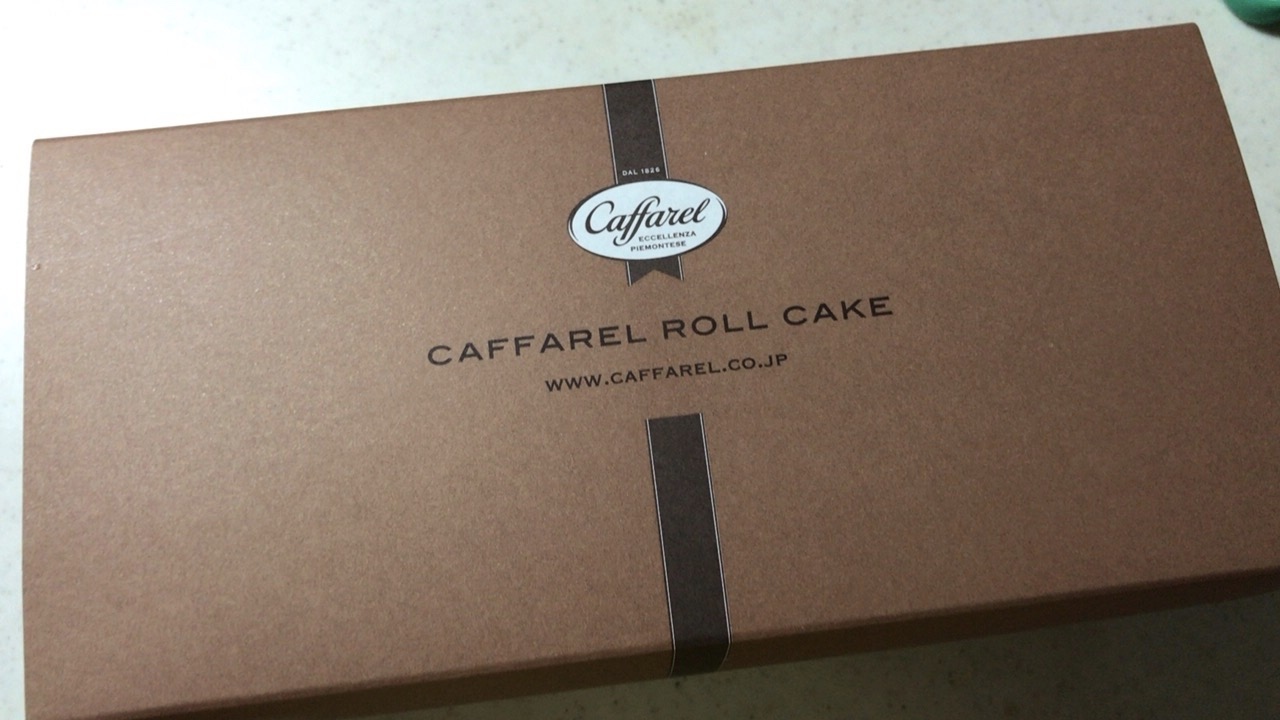 DAL 1826
Caffarel
ECCELLENZA
PIEMONTESE
CAFFAREL ROLL CAKE
WWW.CAFFAREL.CO.JP